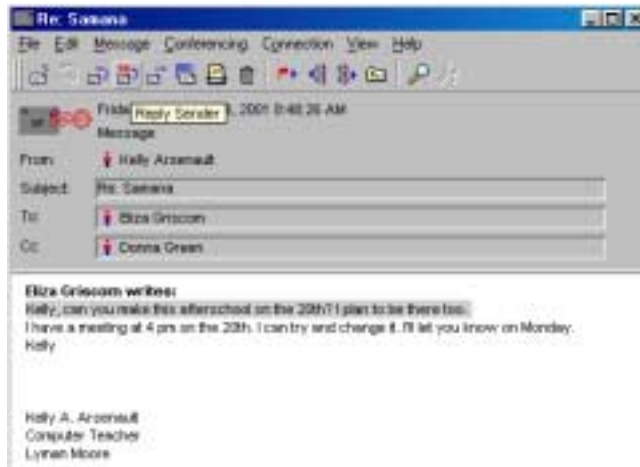 Re: Samana
File Edit Message Conferencing Connection View Help
2001 8:48:26 AM
Reply Sender
Message
From: Kelly Arsenault
Subject: Re: Samana
To: Eliza Griscom
Cc: Donna Green
Eliza Griscom writes:
Kelly, can you make this afterschool on the 20th? I plan to be there too.
I have a meeting at 4 pm on the 20th. I can try and change it. I'll let you know on Monday.
Kelly
Kelly A. Arsenault
Computer Teacher
Lyman Moore